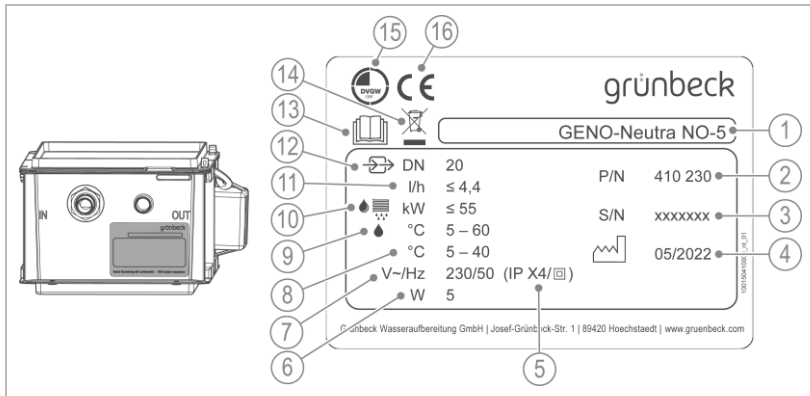 15 16
DVGW
CE
grünbeck
14
13
GENO-Neutra NO-5 1
12 DN 20
P/N 410 230 2
11 l/h ≤ 4,4
10 kW ≤ 55
S/N xxxxxxx 3
9 °C 5 – 60
05/2022 4
8 °C 5 – 40
7 V~/Hz 230/50 (IP X4/ )
6 W 5
5
Grünbeck Wasseraufbereitung GmbH | Josef-Grünbeck-Str. 1 | 89420 Hoechstaedt | www.gruenbeck.com
IN
OUT
grünbeck